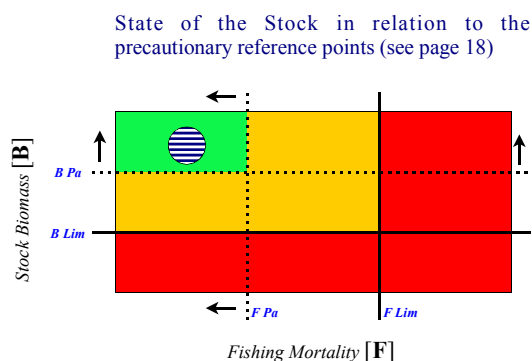 State of the Stock in relation to the
precautionary reference points (see page 18)
Stock Biomass [B]
B Pa
B Lim
F Pa
F Lim
Fishing Mortality [F]